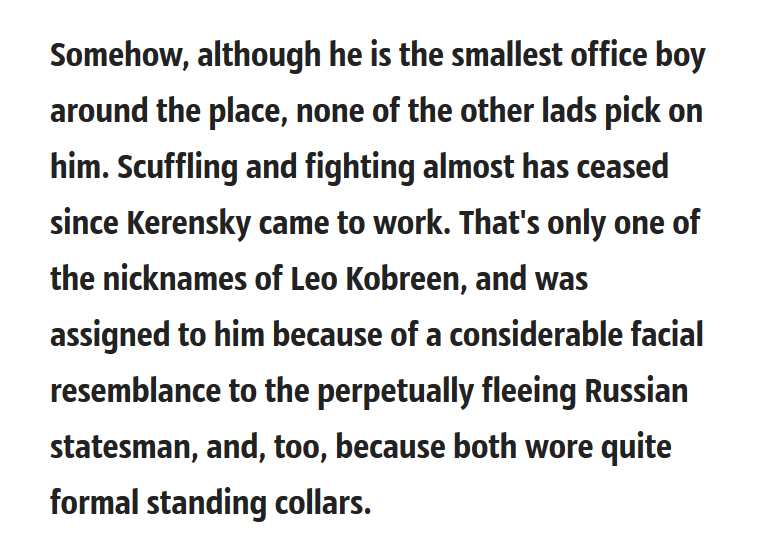 Somehow, although he is the smallest office boy
around the place, none of the other lads pick on
him. Scuffling and fighting almost has ceased
since Kerensky came to work. That's only one of
the nicknames of Leo Kobreen, and was
assigned to him because of a considerable facial
resemblance to the perpetually fleeing Russian
statesman, and, too, because both wore quite
formal standing collars.